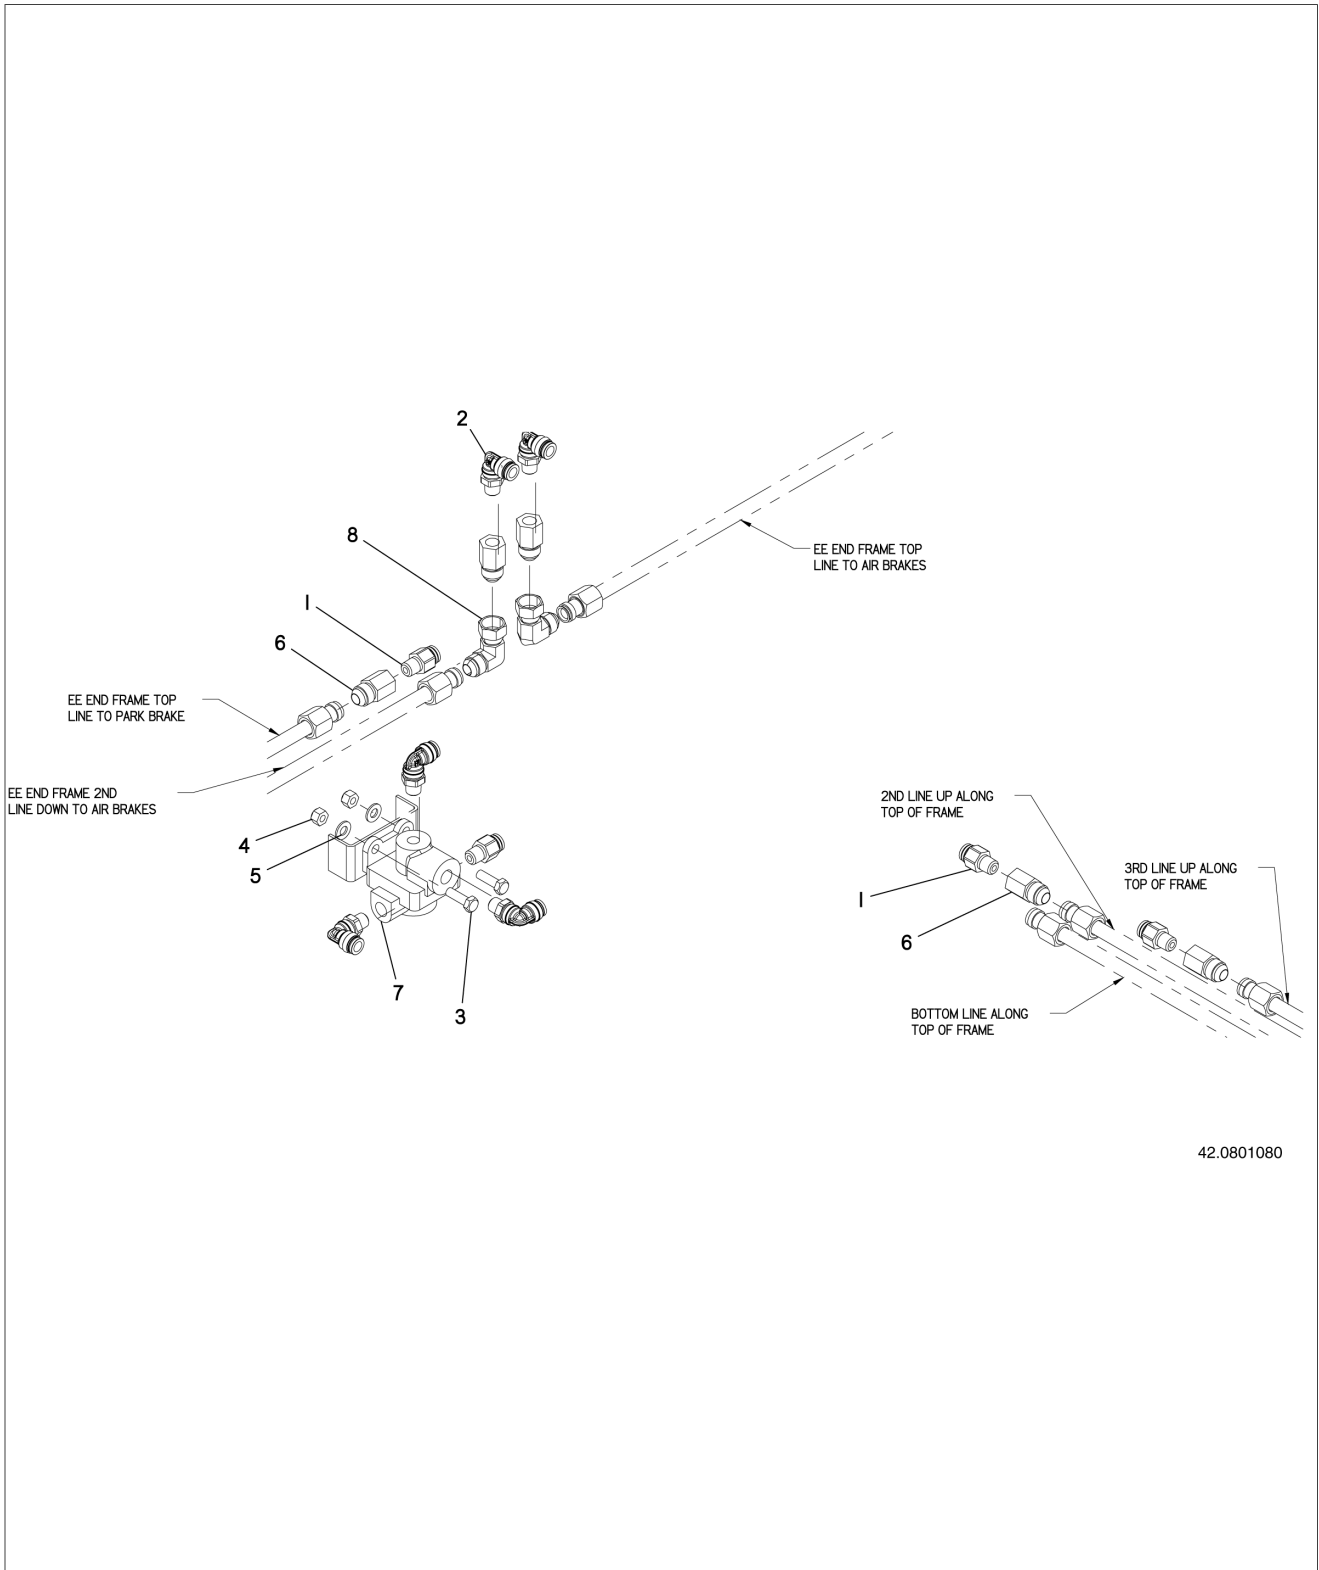 2
8
EE END FRAME TOP
LINE TO AIR BRAKES
I
6
EE END FRAME TOP
LINE TO PARK BRAKE
EE END FRAME 2ND
LINE DOWN TO AIR BRAKES
4
5
7
3
2ND LINE UP ALONG
TOP OF FRAME
3RD LINE UP ALONG
TOP OF FRAME
I
6
BOTTOM LINE ALONG
TOP OF FRAME
42.0801080